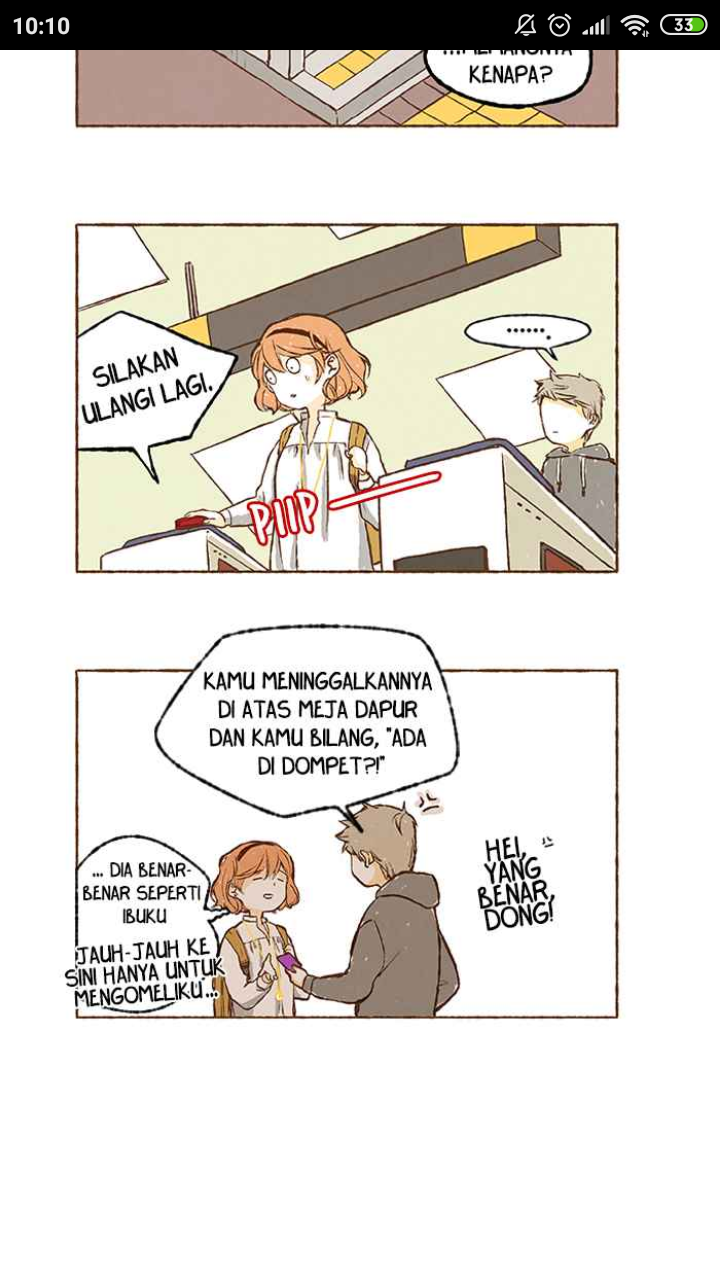 10:10
33
...MEMANGNYA
KENAPA?
SILAKAN
ULANGI LAGI.
.......
PIIP
KAMU MENINGGALKANNYA
DI ATAS MEJA DAPUR
DAN KAMU BILANG, "ADA
DI DOMPET?!"
... DIA BENAR-
BENAR SEPERTI
IBUKU
JAUH-JAUH KE
SINI HANYA UNTUK
MENGOMELIKU...
HEI,
YANG
BENAR,
DONG!